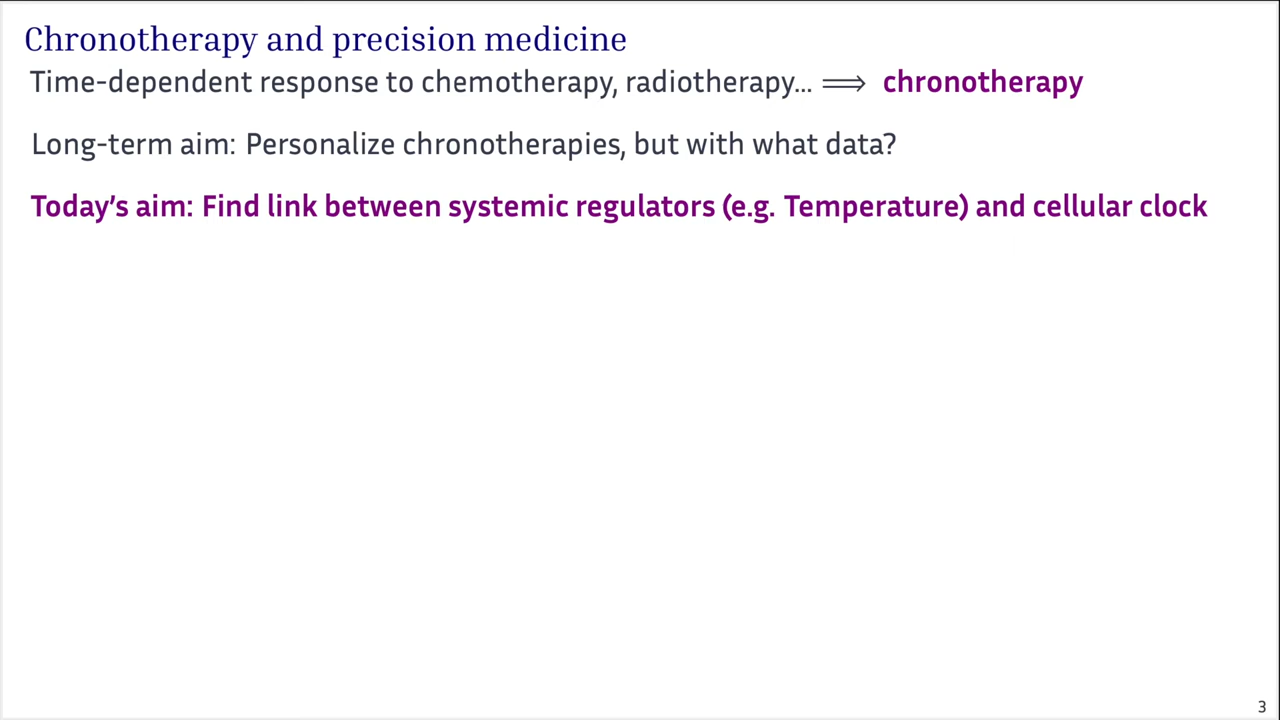 Chronotherapy and precision medicine
Time-dependent response to chemotherapy, radiotherapy... ⟹ chronotherapy
Long-term aim: Personalize chronotherapies, but with what data?
Today's aim: Find link between systemic regulators (e.g. Temperature) and cellular clock
3